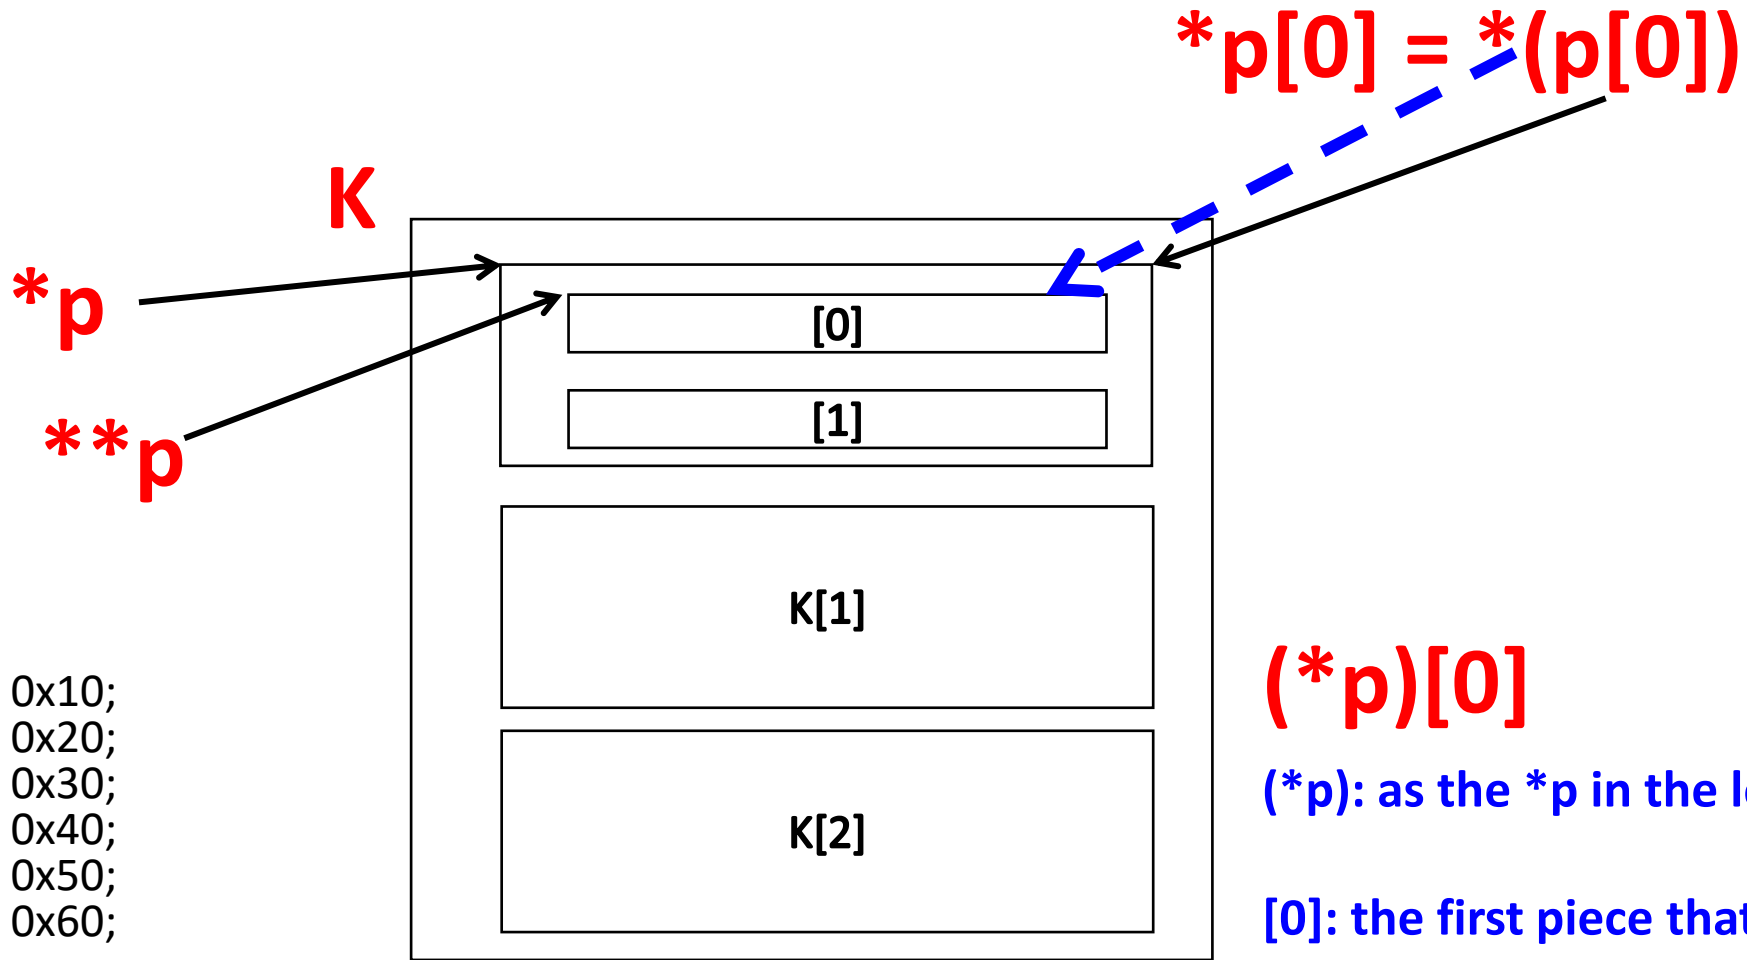 *p[0] = *(p[0])
K
*p
[0]
**p
[1]
K[1]
(*p)[0]
0x10;
0x20;
0x30;
0x40;
0x50;
0x60;
(*p): as the *p in the
K[2]
[0]: the first piece that